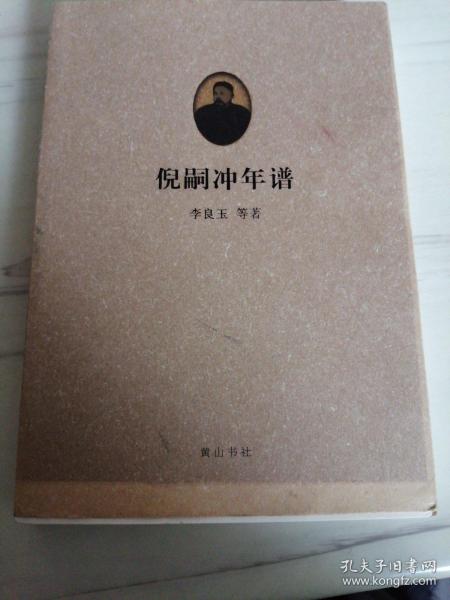 倪嗣冲年谱
李良玉 等著
黄山书社
孔夫子旧书网
www.kongfz.com